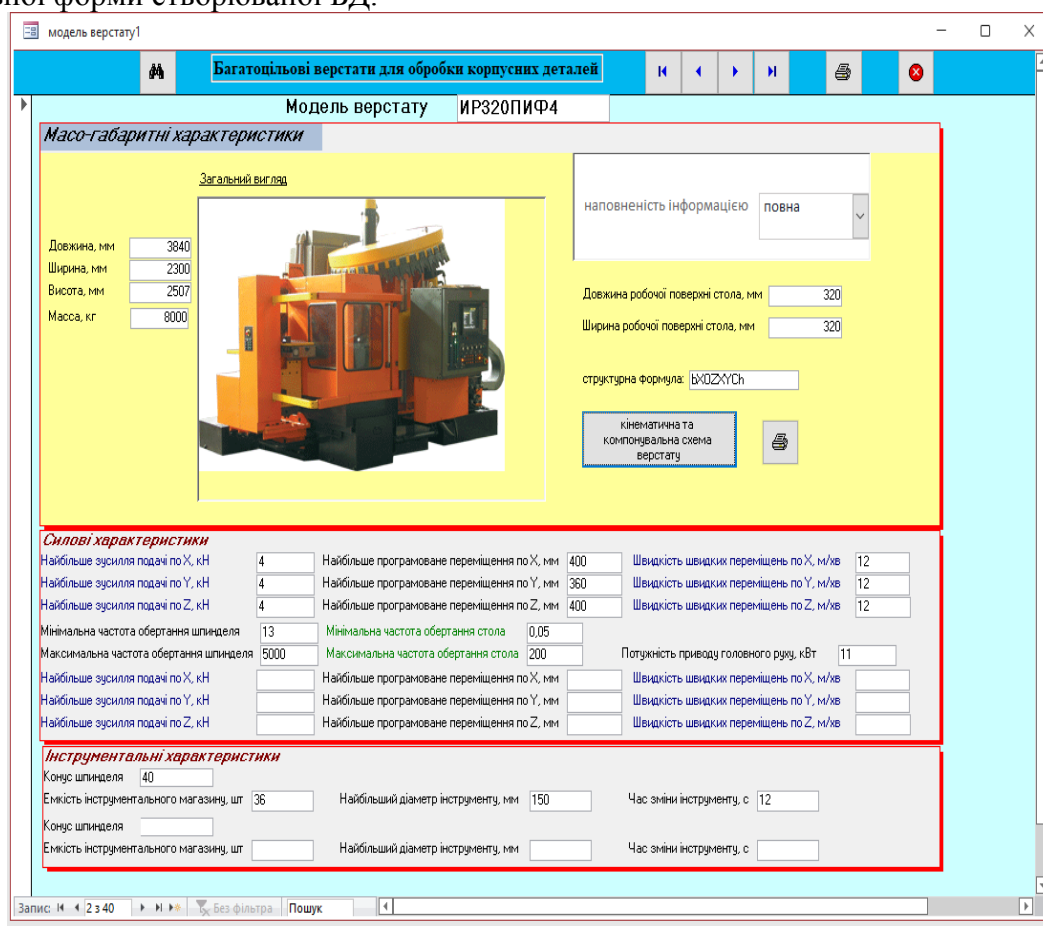 вної форми створюваної БД.
модель верстату1
Багатоцільові верстати для обробки корпусних деталей
Модель верстату ИР320ПИФ4
Масо-габаритні характеристики
Загальний вигляд
наповненість інформацією повна
Довжина, мм 3840
Ширина, мм 2300
Висота, мм 2507
Масса, кг 8000
Довжина робочої поверхні стола, мм 320
Ширина робочої поверхні стола, мм 320
структурна формула: bXOZXYCh
кінематична та
компонувальна схема
верстату
Силові характеристики
Найбільше зусилля подачі по X, кН 4 Найбільше програмоване переміщення по X, мм 400 Швидкість швидких переміщень по X, м/хв 12
Найбільше зусилля подачі по Y, кН 4 Найбільше програмоване переміщення по Y, мм 360 Швидкість швидких переміщень по Y, м/хв 12
Найбільше зусилля подачі по Z, кН 4 Найбільше програмоване переміщення по Z, мм 400 Швидкість швидких переміщень по Z, м/хв 12
Мінімальна частота обертання шпинделя 13 Мінімальна частота обертання стола 0,05
Максимальна частота обертання шпинделя 5000 Максимальна частота обертання стола 200 Потужність приводу головного руху, кВт 11
Найбільше зусилля подачі по X, кН Найбільше програмоване переміщення по X, мм Швидкість швидких переміщень по X, м/хв
Найбільше зусилля подачі по Y, кН Найбільше програмоване переміщення по Y, мм Швидкість швидких переміщень по Y, м/хв
Найбільше зусилля подачі по Z, кН Найбільше програмоване переміщення по Z, мм Швидкість швидких переміщень по Z, м/хв
Інструментальні характеристики
Конус шпинделя 40
Емкість інструментального магазину, шт 36 Найбільший діаметр інструменту, мм 150 Час зміни інструменту, с 12
Конус шпинделя
Емкість інструментального магазину, шт Найбільший діаметр інструменту, мм Час зміни інструменту, с
Запис: 2 з 40 Без фільтра Пошук